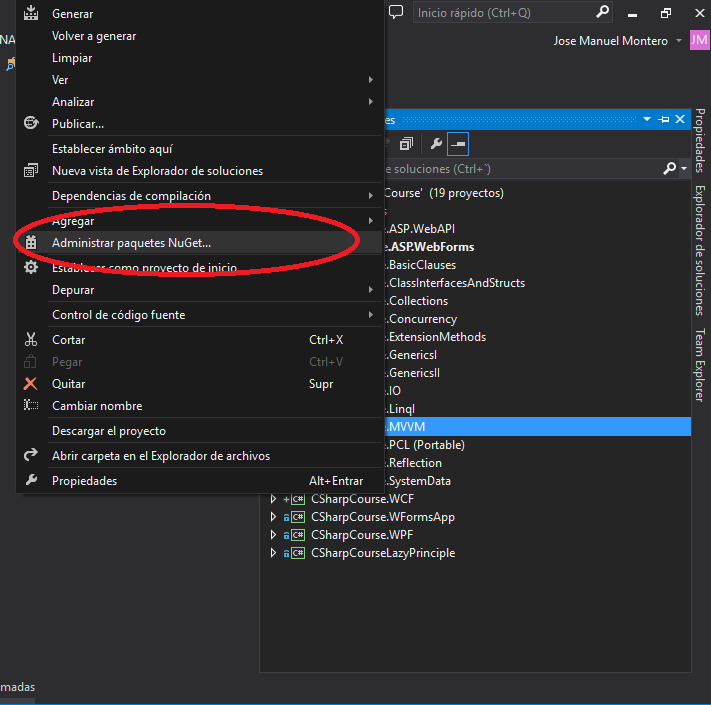 Inicio rápido (Ctrl+Q)
NA
Jose Manuel Montero
JM
Generar
Volver a generar
Limpiar
Ver
Analizar
Publicar...
Establecer ámbito aquí
Nueva vista de Explorador de soluciones
Dependencias de compilación
Agregar
Administrar paquetes NuGet...
Establecer como proyecto de inicio
Depurar
Control de código fuente
Cortar Ctrl+X
Pegar Ctrl+V
Quitar Supr
Cambiar nombre
Descargar el proyecto
Abrir carpeta en el Explorador de archivos
Propiedades Alt+Entrar
es
e soluciones (Ctrl+´)
Course' (19 proyectos)
s
.ASP.WebAPI
e.ASP.WebForms
.BasicClauses
.ClassInterfacesAndStructs
.Collections
.Concurrency
.ExtensionMethods
.GenericsI
.GenericsII
.IO
.LinqI
.MVVM
.PCL (Portable)
.Reflection
.SystemData
CSharpCourse.WCF
CSharpCourse.WFormsApp
CSharpCourse.WPF
CSharpCourseLazyPrinciple
Propiedades
Explorador de soluciones
Team Explorer
madas